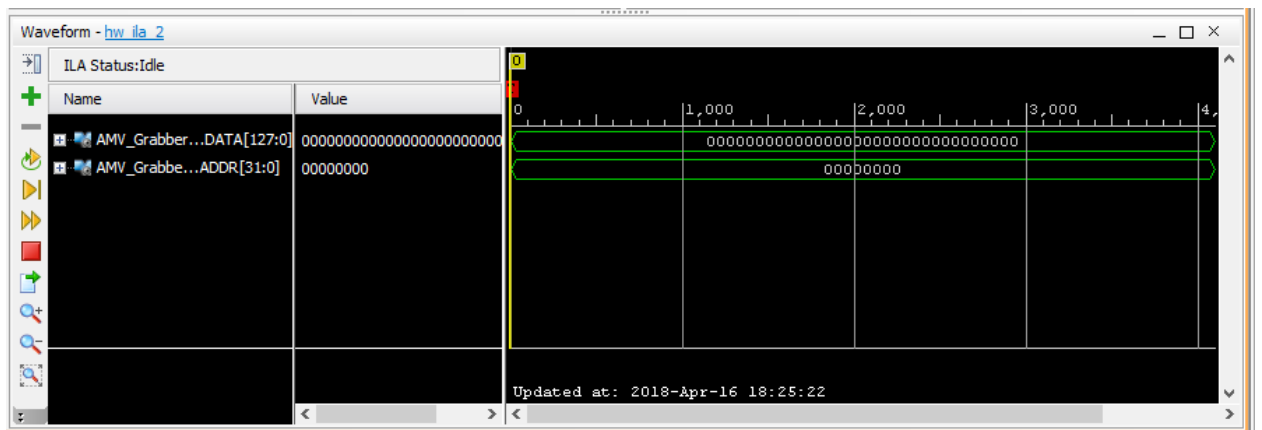 Waveform - hw_ila_2
ILA Status:Idle
Name Value
0
0 1,000 2,000 3,000 4,
AMV_Grabber...DATA[127:0] 00000000000000000000000000 00000000000000000000000000000000
AMV_Grabbe...ADDR[31:0] 00000000 00000000
Updated at: 2018-Apr-16 18:25:22